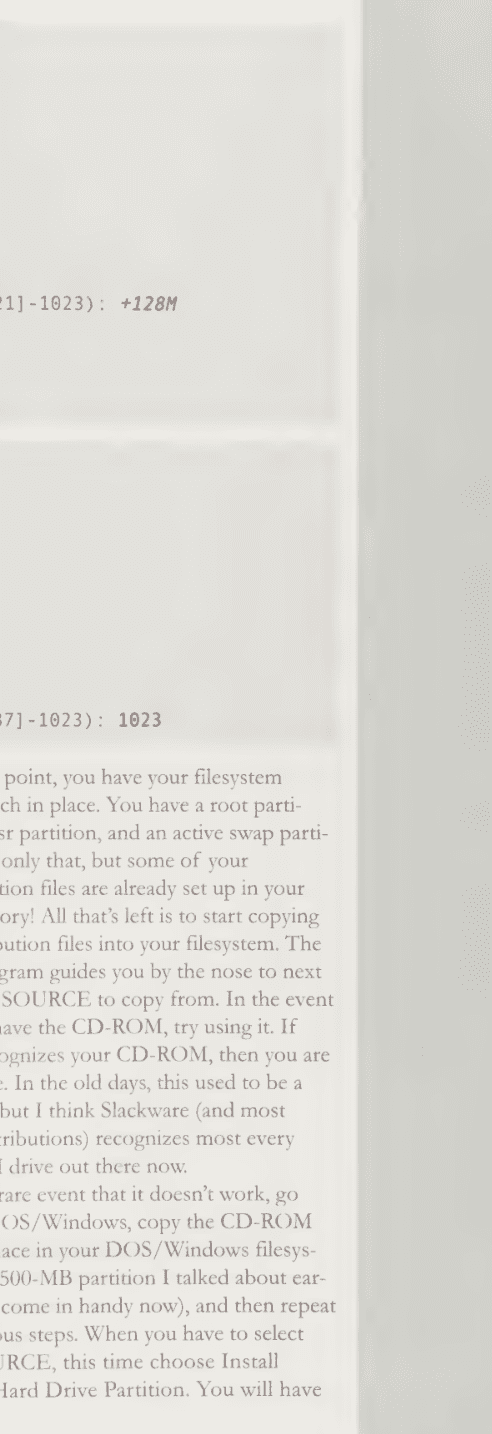 21]-1023): +128M
37]-1023): 1023
point, you have your filesystem
ch in place. You have a root parti-
sr partition, and an active swap parti-
only that, but some of your
tion files are already set up in your
ory! All that's left is to start copying
bution files into your filesystem. The
gram guides you by the nose to next
SOURCE to copy from. In the event
have the CD-ROM, try using it. If
ognizes your CD-ROM, then you are
e. In the old days, this used to be a
but I think Slackware (and most
tributions) recognizes most every
M drive out there now.
rare event that it doesn't work, go
OS/Windows, copy the CD-ROM
ace in your DOS/Windows filesys-
500-MB partition I talked about ear-
come in handy now), and then repeat
ous steps. When you have to select
URCE, this time choose Install
Hard Drive Partition. You will have